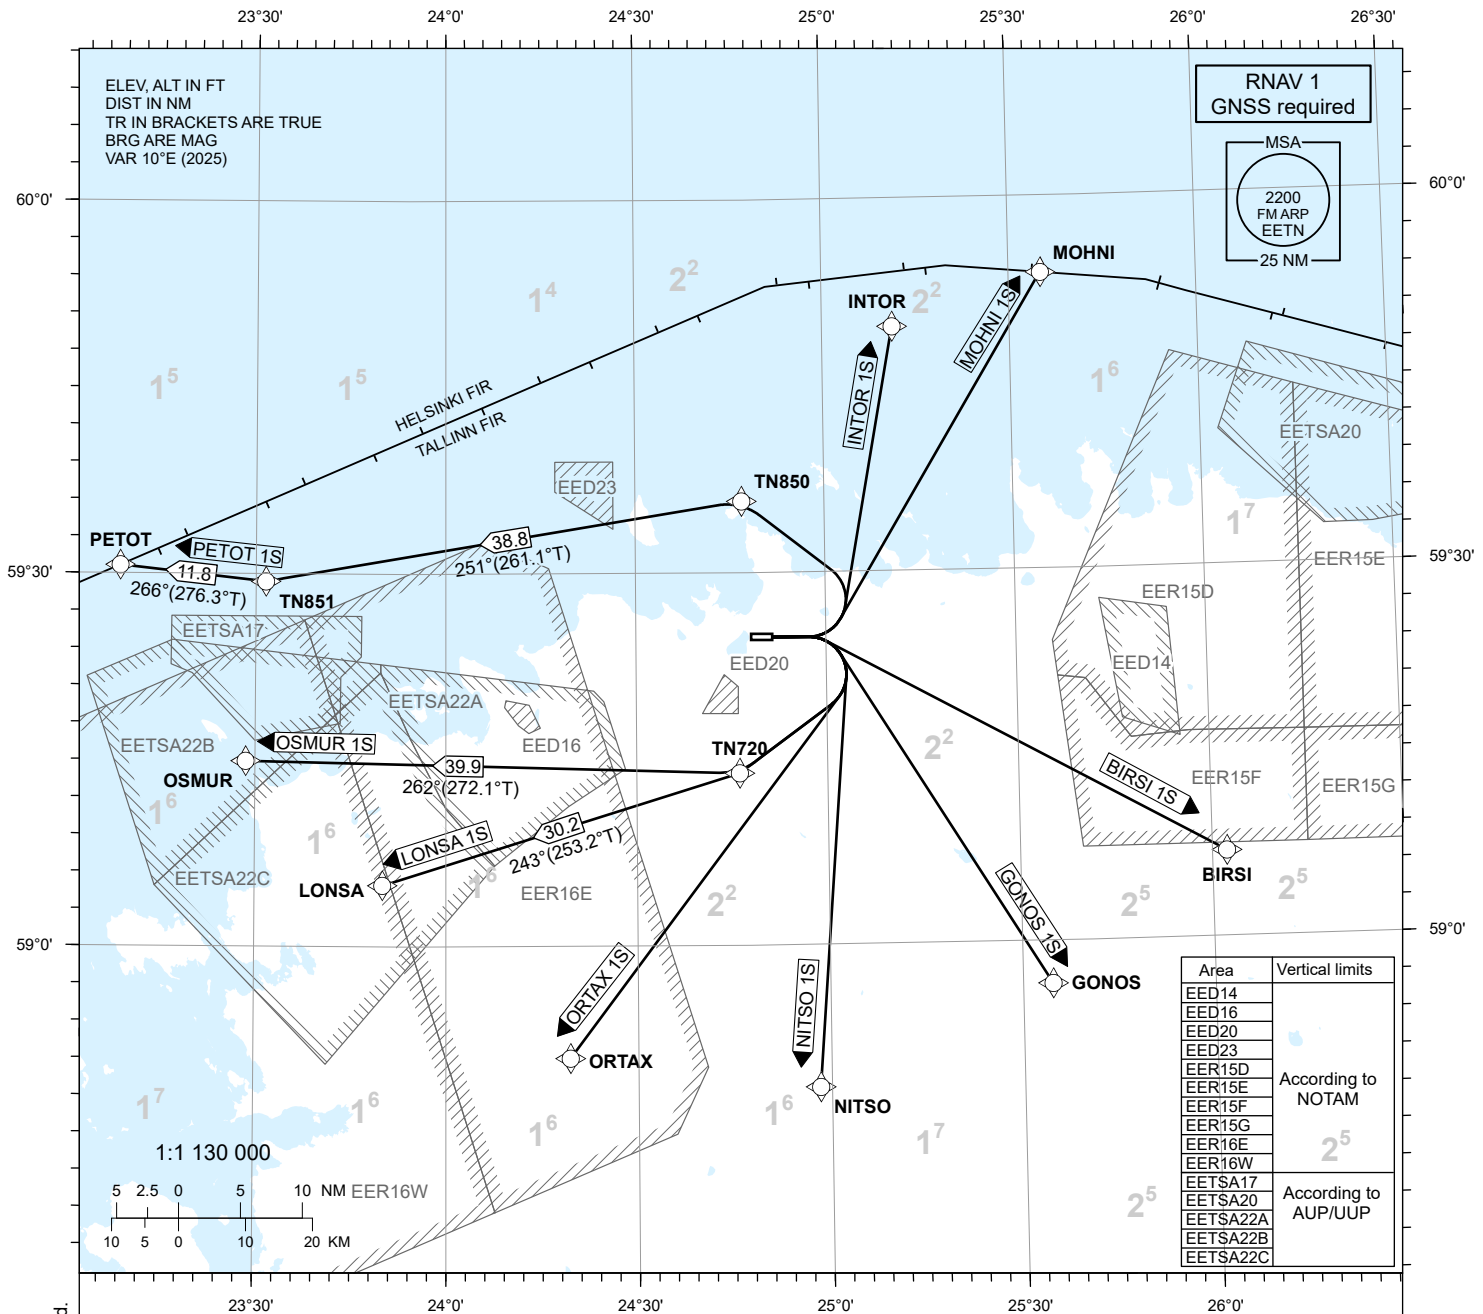 23°30' 24°0' 24°30' 25°0' 25°30' 26°0' 26°30'
ELEV, ALT IN FT
DIST IN NM
TR IN BRACKETS ARE TRUE
BRG ARE MAG
VAR 10°E (2025)
RNAV 1
GNSS required
MSA
2200
FM ARP
EETN
25 NM
60°0'
60°0'
MOHNI
2²
1⁴
INTOR
2²
MOHNI 1S
1⁵
1⁵
INTOR 1S
1⁶
HELSINKI FIR
TALLINN FIR
EETSA20
EED23
TN850
1⁷
PETOT
PETOT 1S
38.8
251°(261.1°T)
11.8
266°(276.3°T)
TN851
59°30'
59°30'
EER15E
EER15D
EETSA17
EED20
EED14
EETSA22A
EETSA22B
EED16
OSMUR 1S
TN720
2²
OSMUR
39.9
262°(272.1°T)
BIRSI 1S
EER15F
EER15G
1⁶
1⁶
30.2
243°(253.2°T)
LONSA 1S
LONSA
EETSA22C
1⁶
EER16E
2²
GONOS 1S
BIRSI
2⁵
2⁵
59°0'
59°0'
ORTAX 1S
NITSO 1S
GONOS
ORTAX
NITSO
1⁷
1⁶
1⁶
1⁶
1⁷
2⁵
2⁵
Area Vertical limits
EED14
EED16
EED20
EED23
EER15D
EER15E
EER15F
EER15G
EER16E
EER16W
According to
NOTAM
EETSA17
EETSA20
EETSA22A
EETSA22B
EETSA22C
According to
AUP/UUP
1:1 130 000
5 2.5 0 5 10 NM
10 5 0 10 20 KM
EER16W
23°30' 24°0' 24°30' 25°0' 25°30' 26°0'